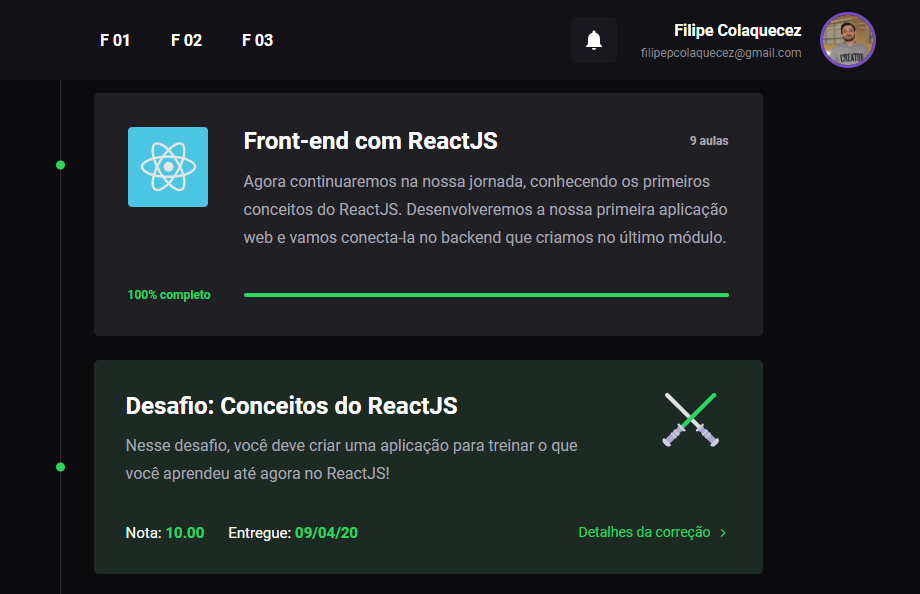 F 01 F 02 F 03
Filipe Colaquecez
filipepcolaquecez@gmail.com
CREATOR
Front-end com ReactJS
9 aulas
Agora continuaremos na nossa jornada, conhecendo os primeiros
conceitos do ReactJS. Desenvolveremos a nossa primeira aplicação
web e vamos conecta-la no backend que criamos no último módulo.
100% completo
Desafio: Conceitos do ReactJS
Nesse desafio, você deve criar uma aplicação para treinar o que
você aprendeu até agora no ReactJS!
Nota: 10.00 Entregue: 09/04/20
Detalhes da correção